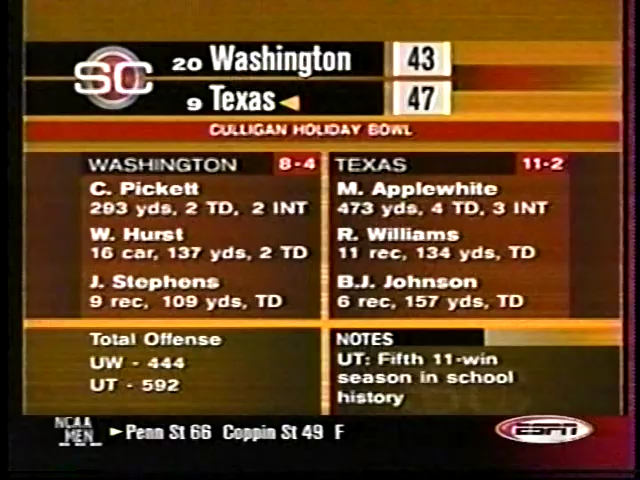 SC
20 Washington 43
9 Texas 47
CULLIGAN HOLIDAY BOWL
WASHINGTON 8-4
C. Pickett
293 yds, 2 TD, 2 INT
W. Hurst
16 car, 137 yds, 2 TD
J. Stephens
9 rec, 109 yds, TD
TEXAS 11-2
M. Applewhite
473 yds, 4 TD, 3 INT
R. Williams
11 rec, 134 yds, TD
B.J. Johnson
6 rec, 157 yds, TD
Total Offense
UW - 444
UT - 592
NOTES
UT: Fifth 11-win
season in school
history
NCAA
MEN
Penn St 66 Coppin St 49 F
ESPN